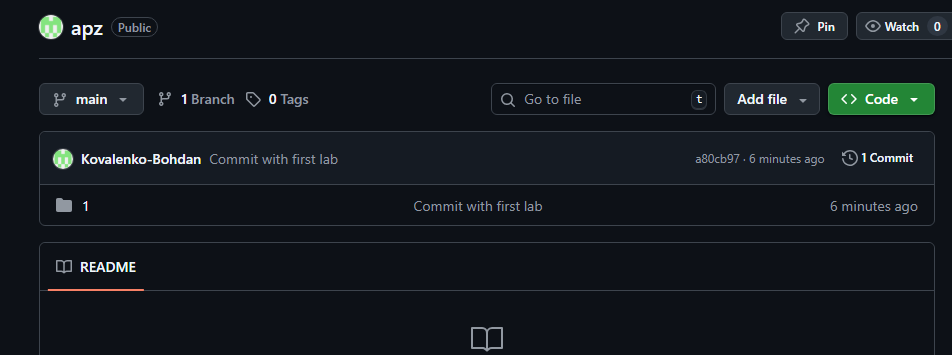 apz Public Pin Watch 0
main 1 Branch 0 Tags Go to file t Add file Code
Kovalenko-Bohdan Commit with first lab a80cb97 · 6 minutes ago 1 Commit
1 Commit with first lab 6 minutes ago
README